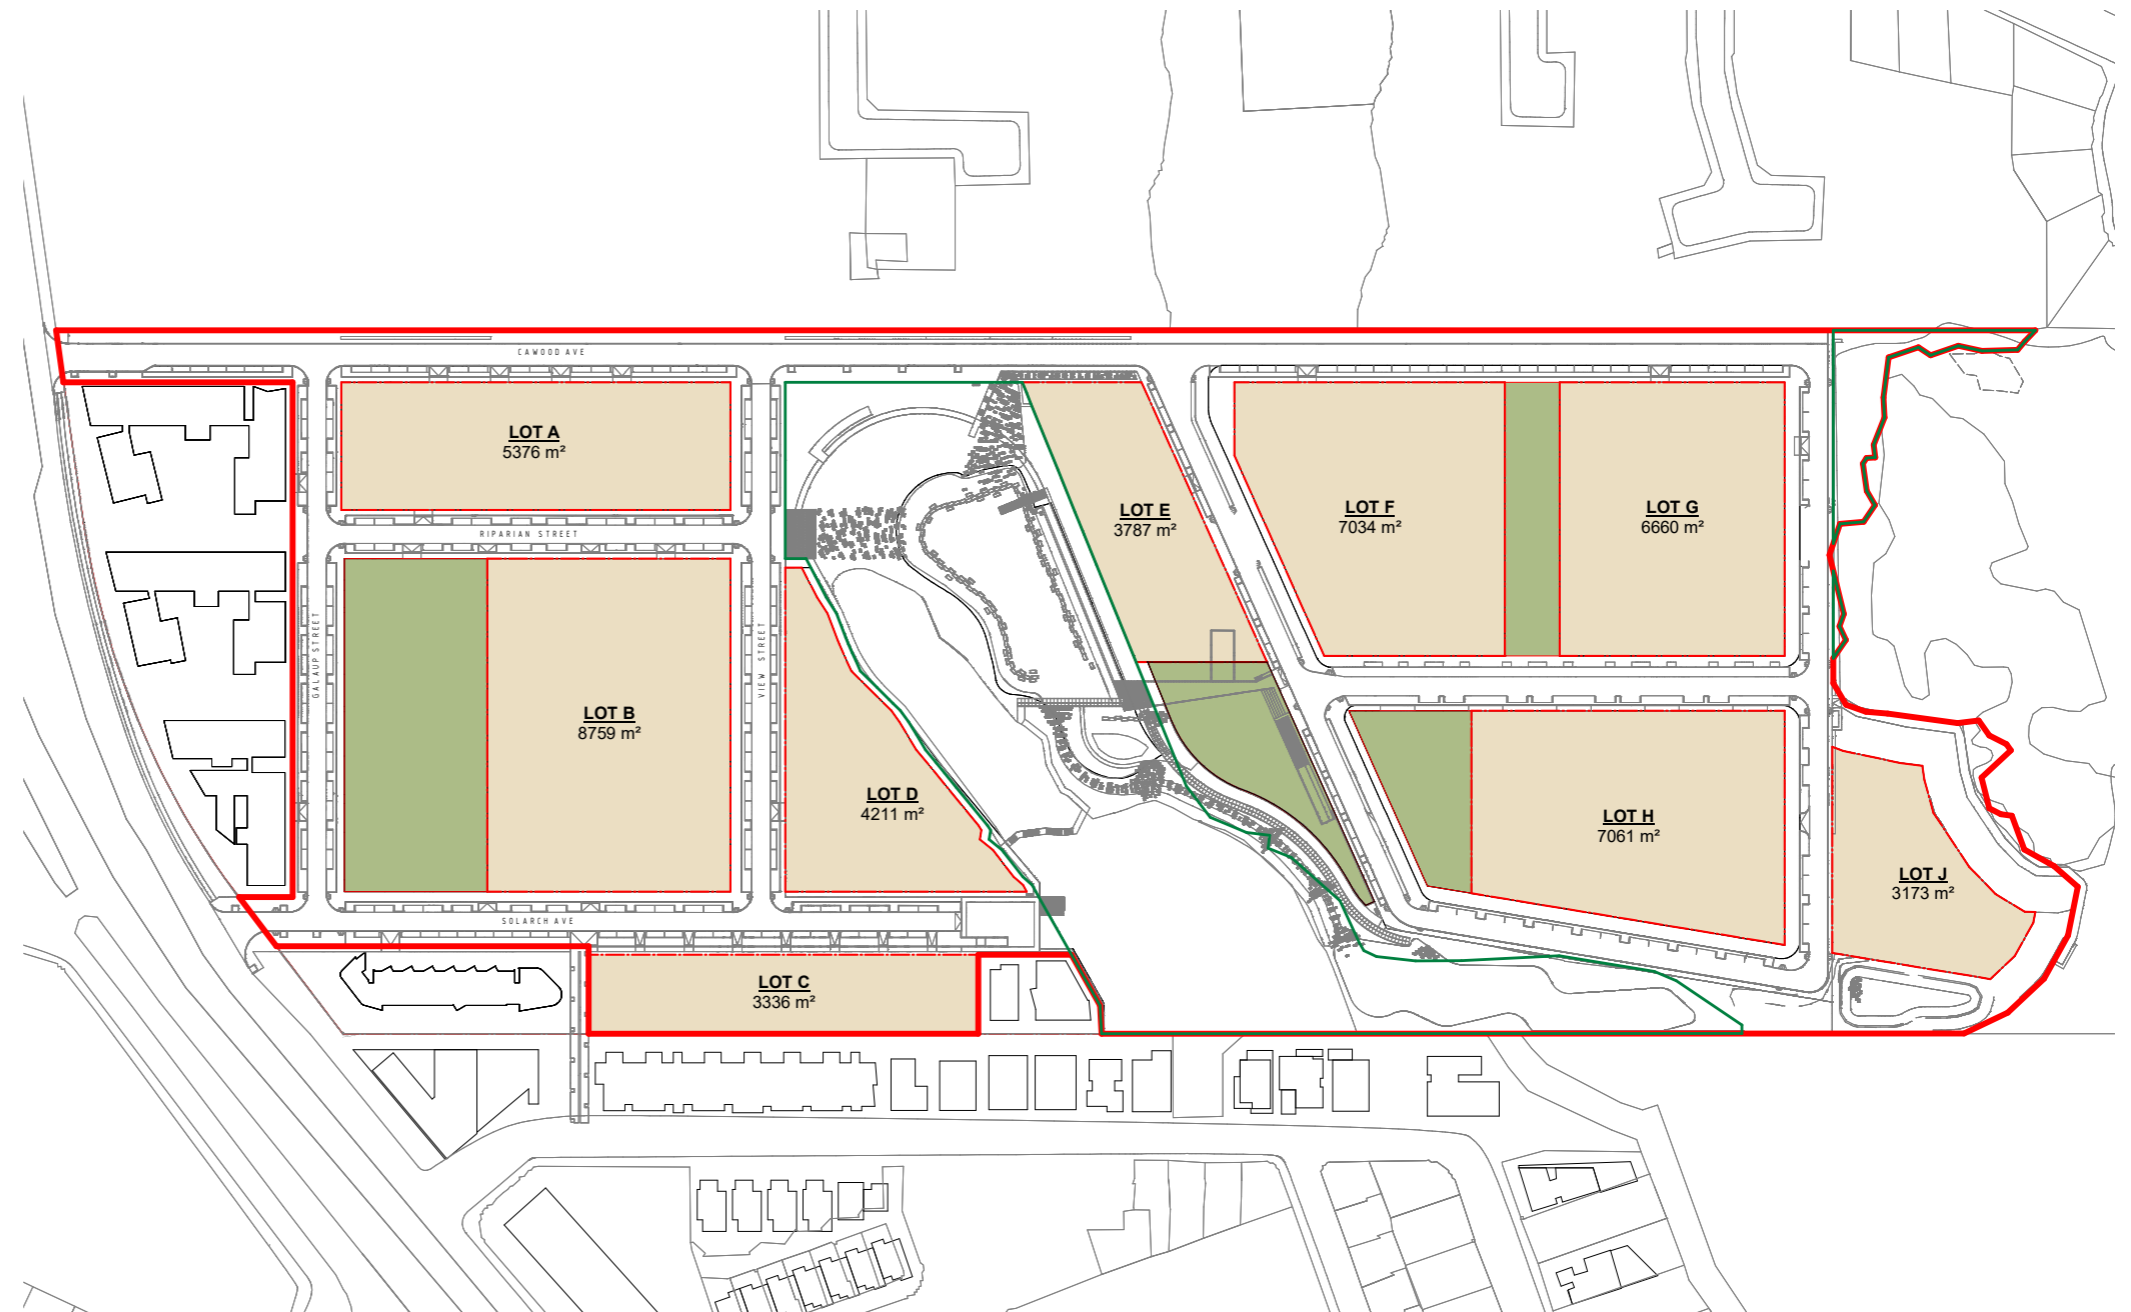 CAWOOD AVE
LOT A
5376 m²
RIPARIAN STREET
LOT E
3787 m²
LOT F
7034 m²
LOT G
6660 m²
GALAUP STREET
VIEW STREET
LOT B
8759 m²
LOT D
4211 m²
LOT H
7061 m²
LOT J
3173 m²
SOLARCH AVE
LOT C
3336 m²